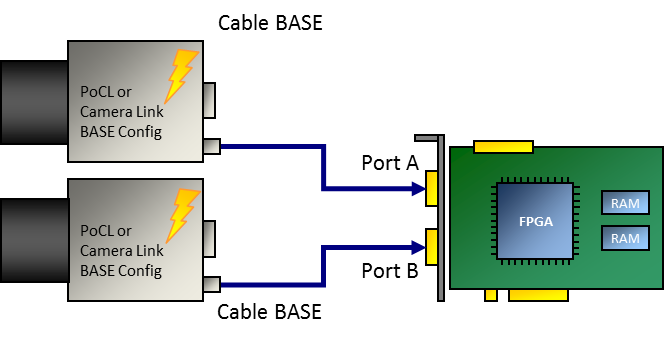 Cable BASE
PoCL or
Camera Link
BASE Config
Port A
FPGA
RAM
RAM
PoCL or
Camera Link
BASE Config
Port B
Cable BASE